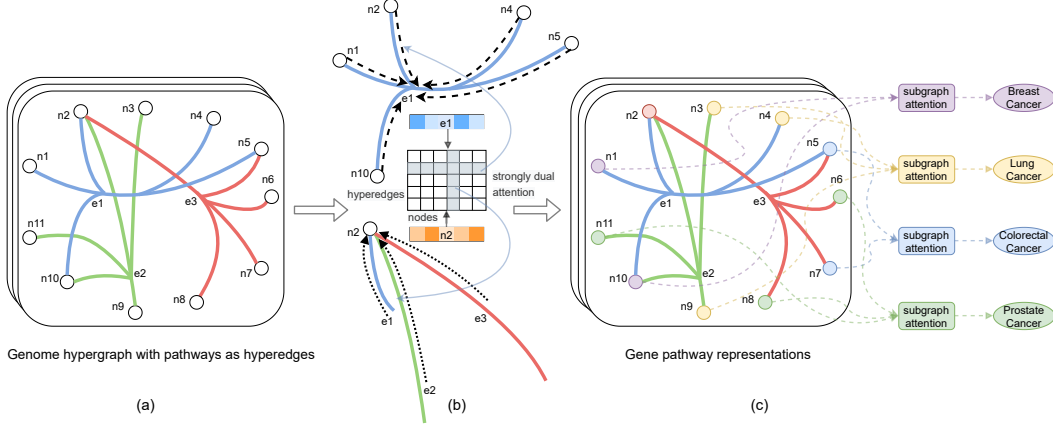 n2
n3
n4
n1
n5
n6
e1
e3
n11
n10
e2
n7
n8
n9
Genome hypergraph with pathways as hyperedges
(a)
n2
n4
n1
n5
e1
e1
n10
hyperedges
strongly dual
attention
nodes
n2
n2
e1
e3
e2
(b)
n2
n3
n4
n1
n5
n6
e1
e3
n11
n10
e2
n7
n8
n9
Gene pathway representations
(c)
subgraph
attention
Breast
Cancer
subgraph
attention
Lung
Cancer
subgraph
attention
Colorectal
Cancer
subgraph
attention
Prostate
Cancer